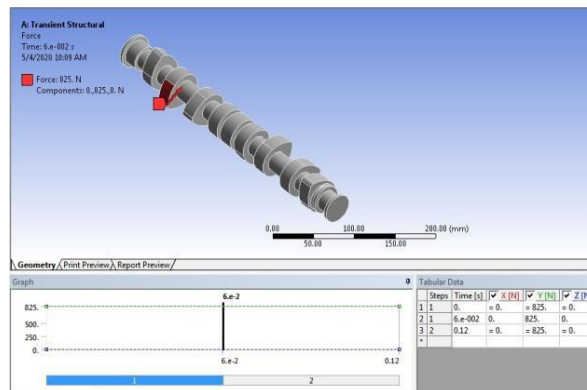 A: Transient Structural
Force
Time: 6.e-002 s
5/4/2020 10:09 AM
Force: 825. N
Components: 0.,825.,0. N
0.00 100.00 200.00 (mm)
50.00 150.00
Geometry Print Preview Report Preview
Graph
6.e-2
825.
500.
250.
0.
6.e-2 0.12
1 2
Tabular Data
Steps Time [s] X [N] Y [N] Z [N
1 1 0. = 0. = 825. = 0.
2 1 6.e-002 0. 825. 0.
3 2 0.12 = 0. = 825. = 0.
*